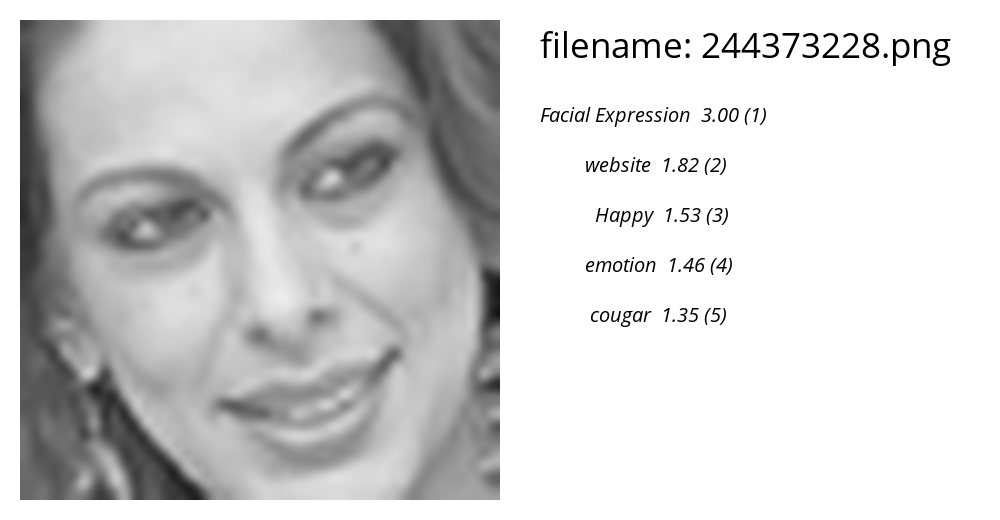 filename: 244373228.png
Facial Expression 3.00 (1)
website 1.82 (2)
Happy 1.53 (3)
emotion 1.46 (4)
cougar 1.35 (5)